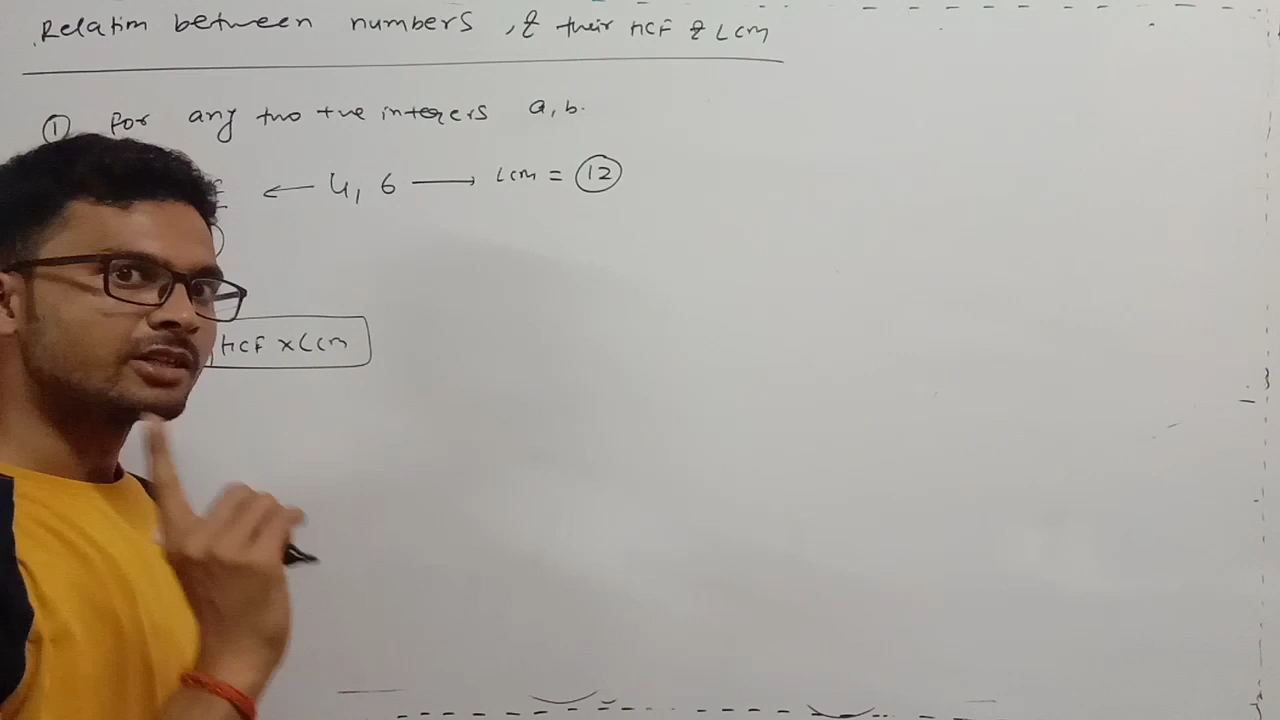 Relation between numbers, & their HCF & LCM
① For any two +ve integers a, b.
← 4, 6 → LCM = 12
HCF × LCM